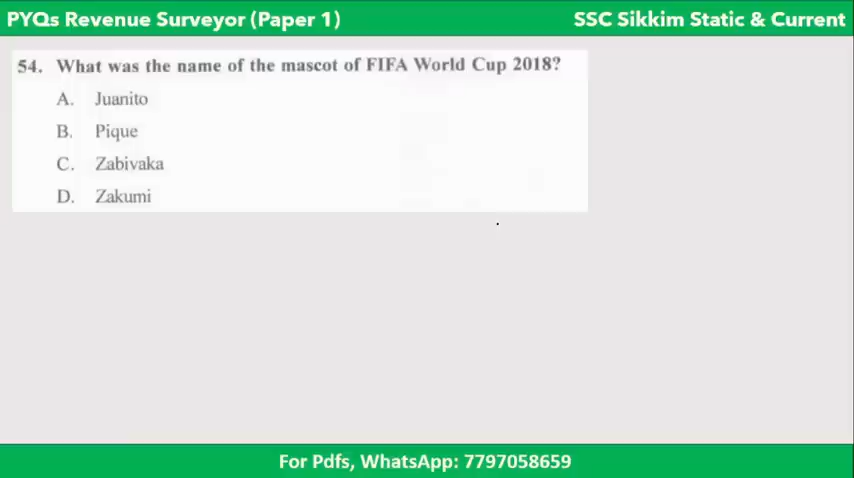 PYQs Revenue Surveyor (Paper 1)
SSC Sikkim Static & Current
54. What was the name of the mascot of FIFA World Cup 2018?
A. Juanito
B. Pique
C. Zabivaka
D. Zakumi
For Pdfs, WhatsApp: 7797058659